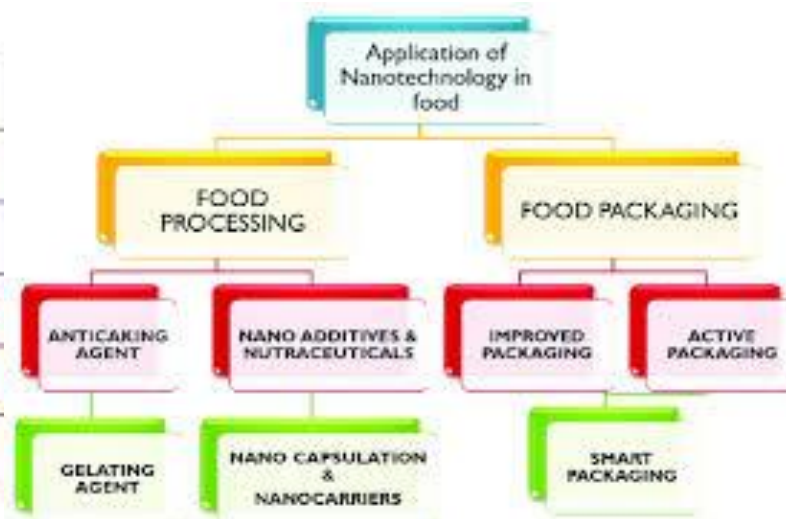 Application of
Nanotechnology in
food
FOOD
PROCESSING
FOOD PACKAGING
ANTICAKING
AGENT
NANO ADDITIVES &
NUTRACEUTICALS
IMPROVED
PACKAGING
ACTIVE
PACKAGING
GELATING
AGENT
NANO CAPSULATION
&
NANOCARRIERS
SMART
PACKAGING